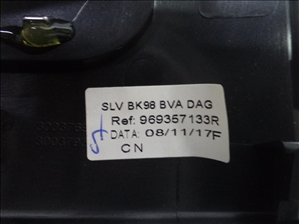 SLV BK98 BVA DAG
Ref: 969357133R
DATA: 08/11/17F
CN